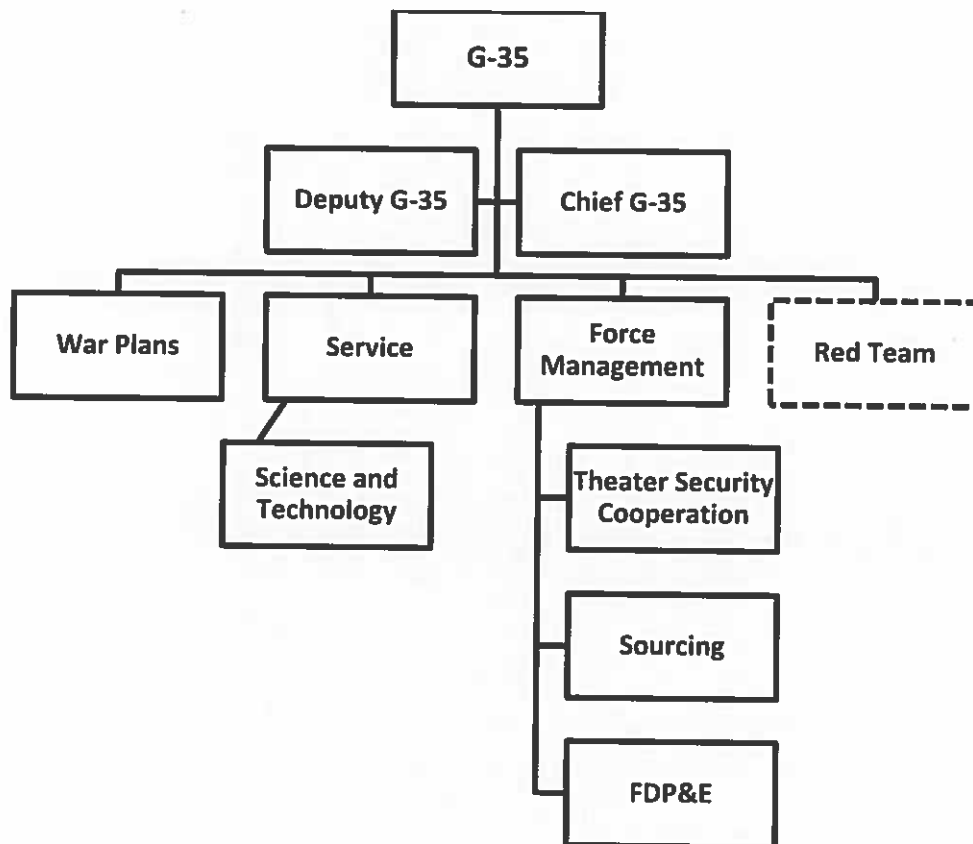 G-35
Deputy G-35
Chief G-35
War Plans
Service
Force
Management
Red Team
Science and
Technology
Theater Security
Cooperation
Sourcing
FDP&E